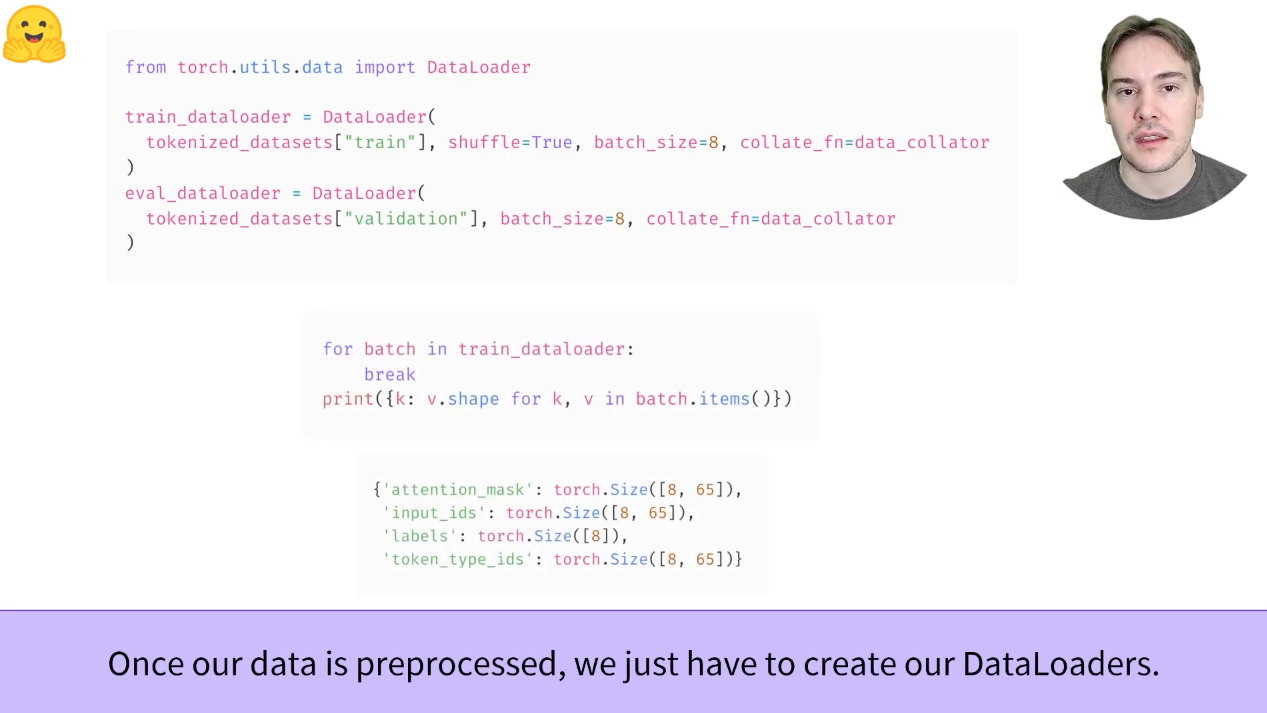 from torch.utils.data import DataLoader
train_dataloader = DataLoader(
  tokenized_datasets["train"], shuffle=True, batch_size=8, collate_fn=data_collator
)
eval_dataloader = DataLoader(
  tokenized_datasets["validation"], batch_size=8, collate_fn=data_collator
)
for batch in train_dataloader:
    break
print({k: v.shape for k, v in batch.items()})
{'attention_mask': torch.Size([8, 65]),
 'input_ids': torch.Size([8, 65]),
 'labels': torch.Size([8]),
 'token_type_ids': torch.Size([8, 65])}
Once our data is preprocessed, we just have to create our DataLoaders.